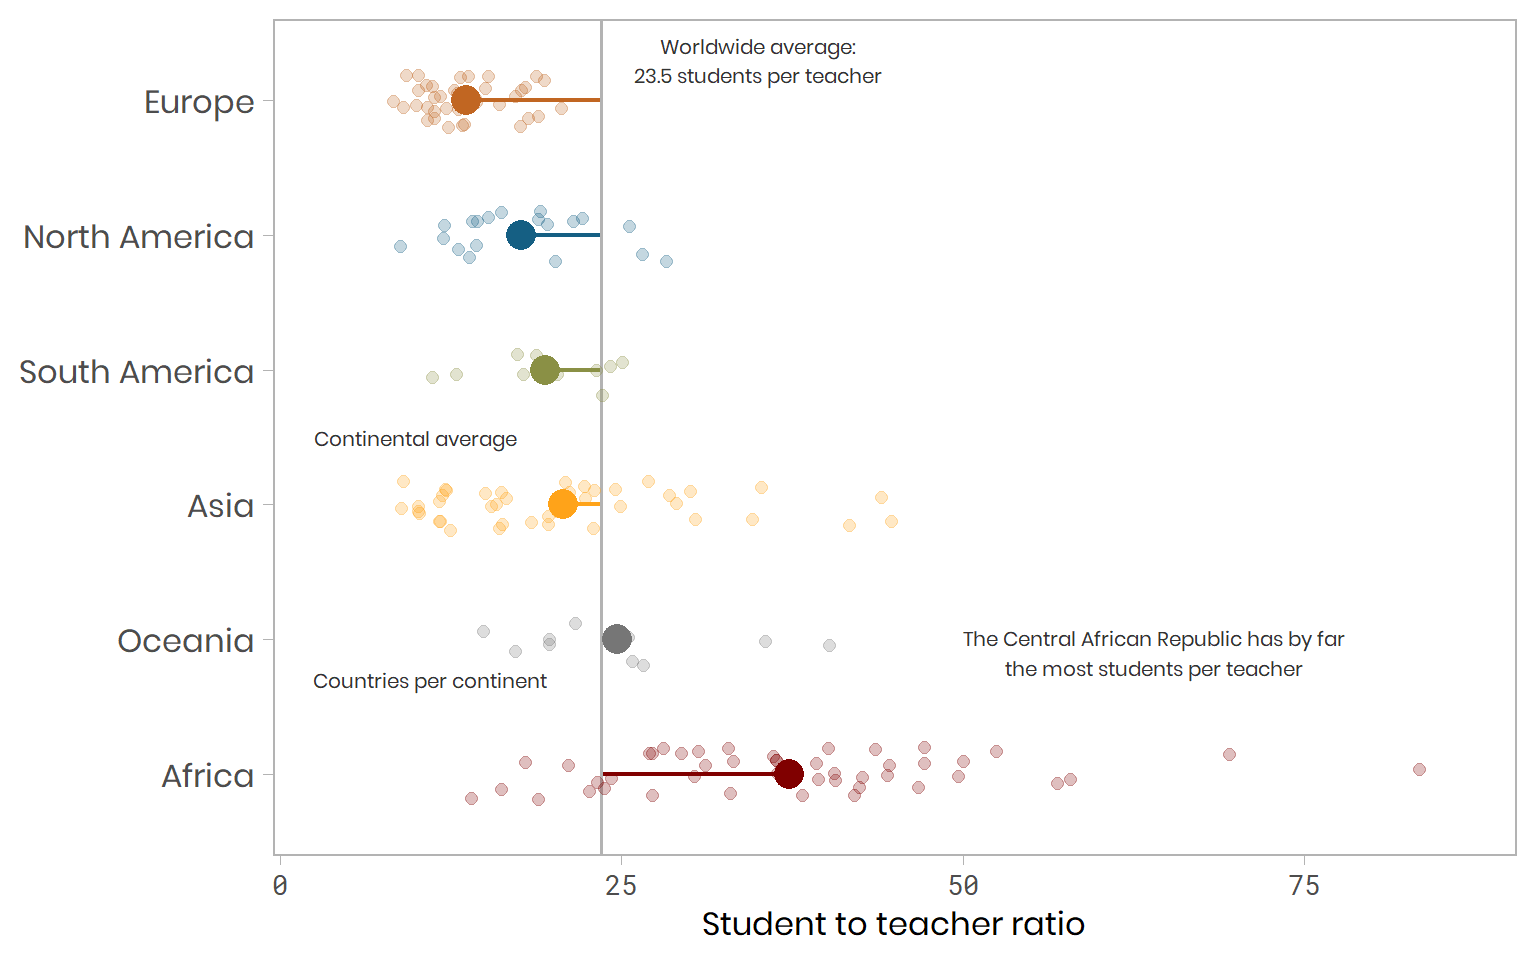 Worldwide average:
23.5 students per teacher
Europe
North America
South America
Continental average
Asia
Oceania
The Central African Republic has by far
the most students per teacher
Countries per continent
Africa
0 25 50 75
Student to teacher ratio